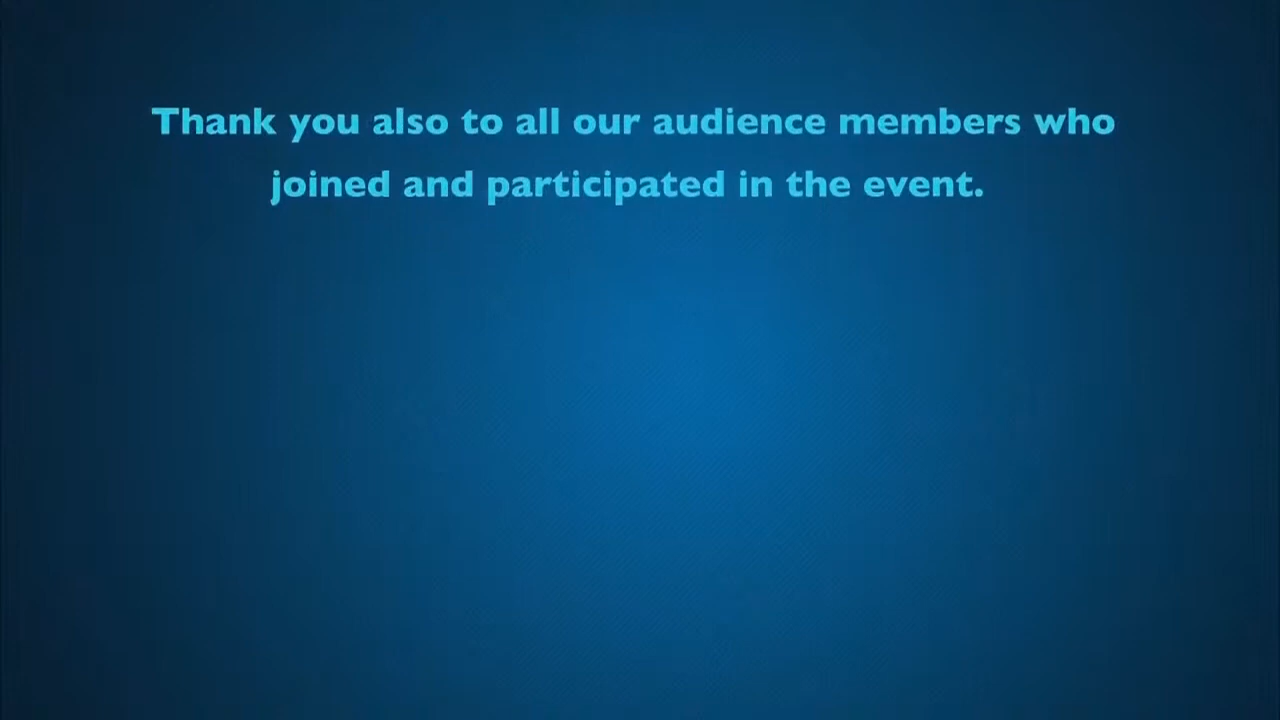 Thank you also to all our audience members who
joined and participated in the event.